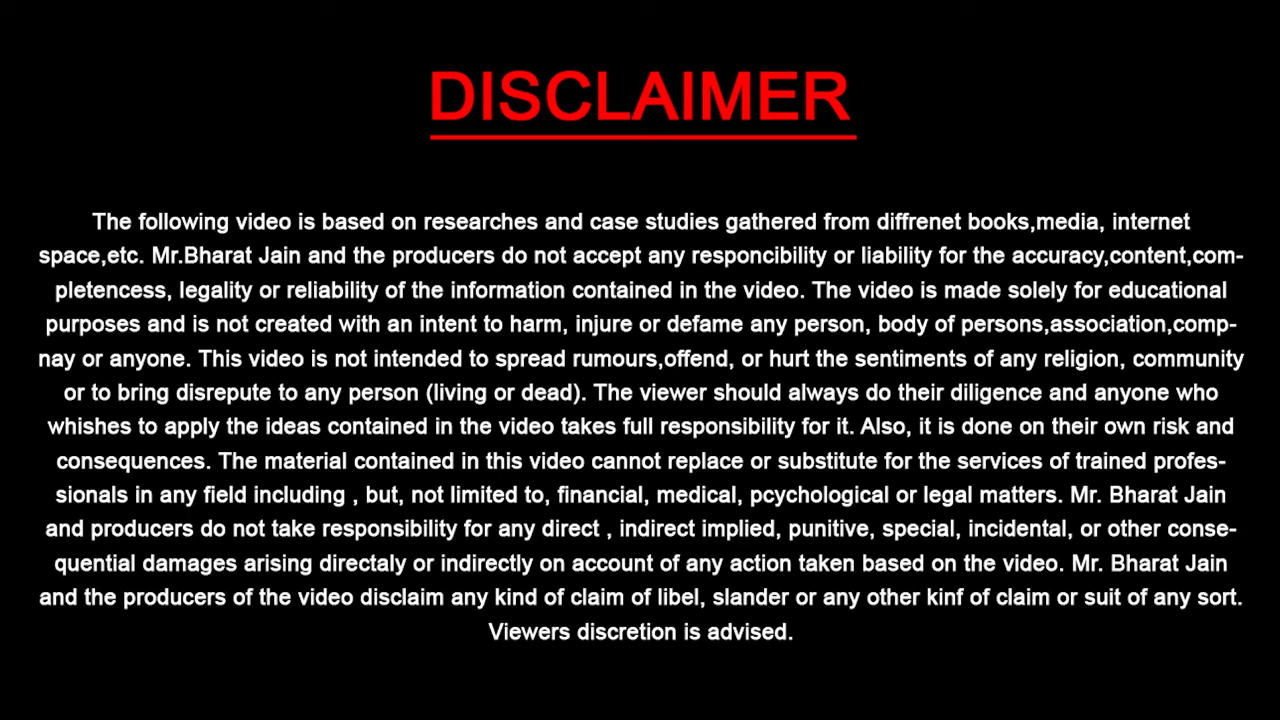 DISCLAIMER
The following video is based on researches and case studies gathered from diffrenet books,media, internet
space,etc. Mr.Bharat Jain and the producers do not accept any responcibility or liability for the accuracy,content,com-
pletencess, legality or reliability of the information contained in the video. The video is made solely for educational
purposes and is not created with an intent to harm, injure or defame any person, body of persons,association,comp-
nay or anyone. This video is not intended to spread rumours,offend, or hurt the sentiments of any religion, community
or to bring disrepute to any person (living or dead). The viewer should always do their diligence and anyone who
whishes to apply the ideas contained in the video takes full responsibility for it. Also, it is done on their own risk and
consequences. The material contained in this video cannot replace or substitute for the services of trained profes-
sionals in any field including , but, not limited to, financial, medical, pcychological or legal matters. Mr. Bharat Jain
and producers do not take responsibility for any direct , indirect implied, punitive, special, incidental, or other conse-
quential damages arising directaly or indirectly on account of any action taken based on the video. Mr. Bharat Jain
and the producers of the video disclaim any kind of claim of libel, slander or any other kinf of claim or suit of any sort.
Viewers discretion is advised.